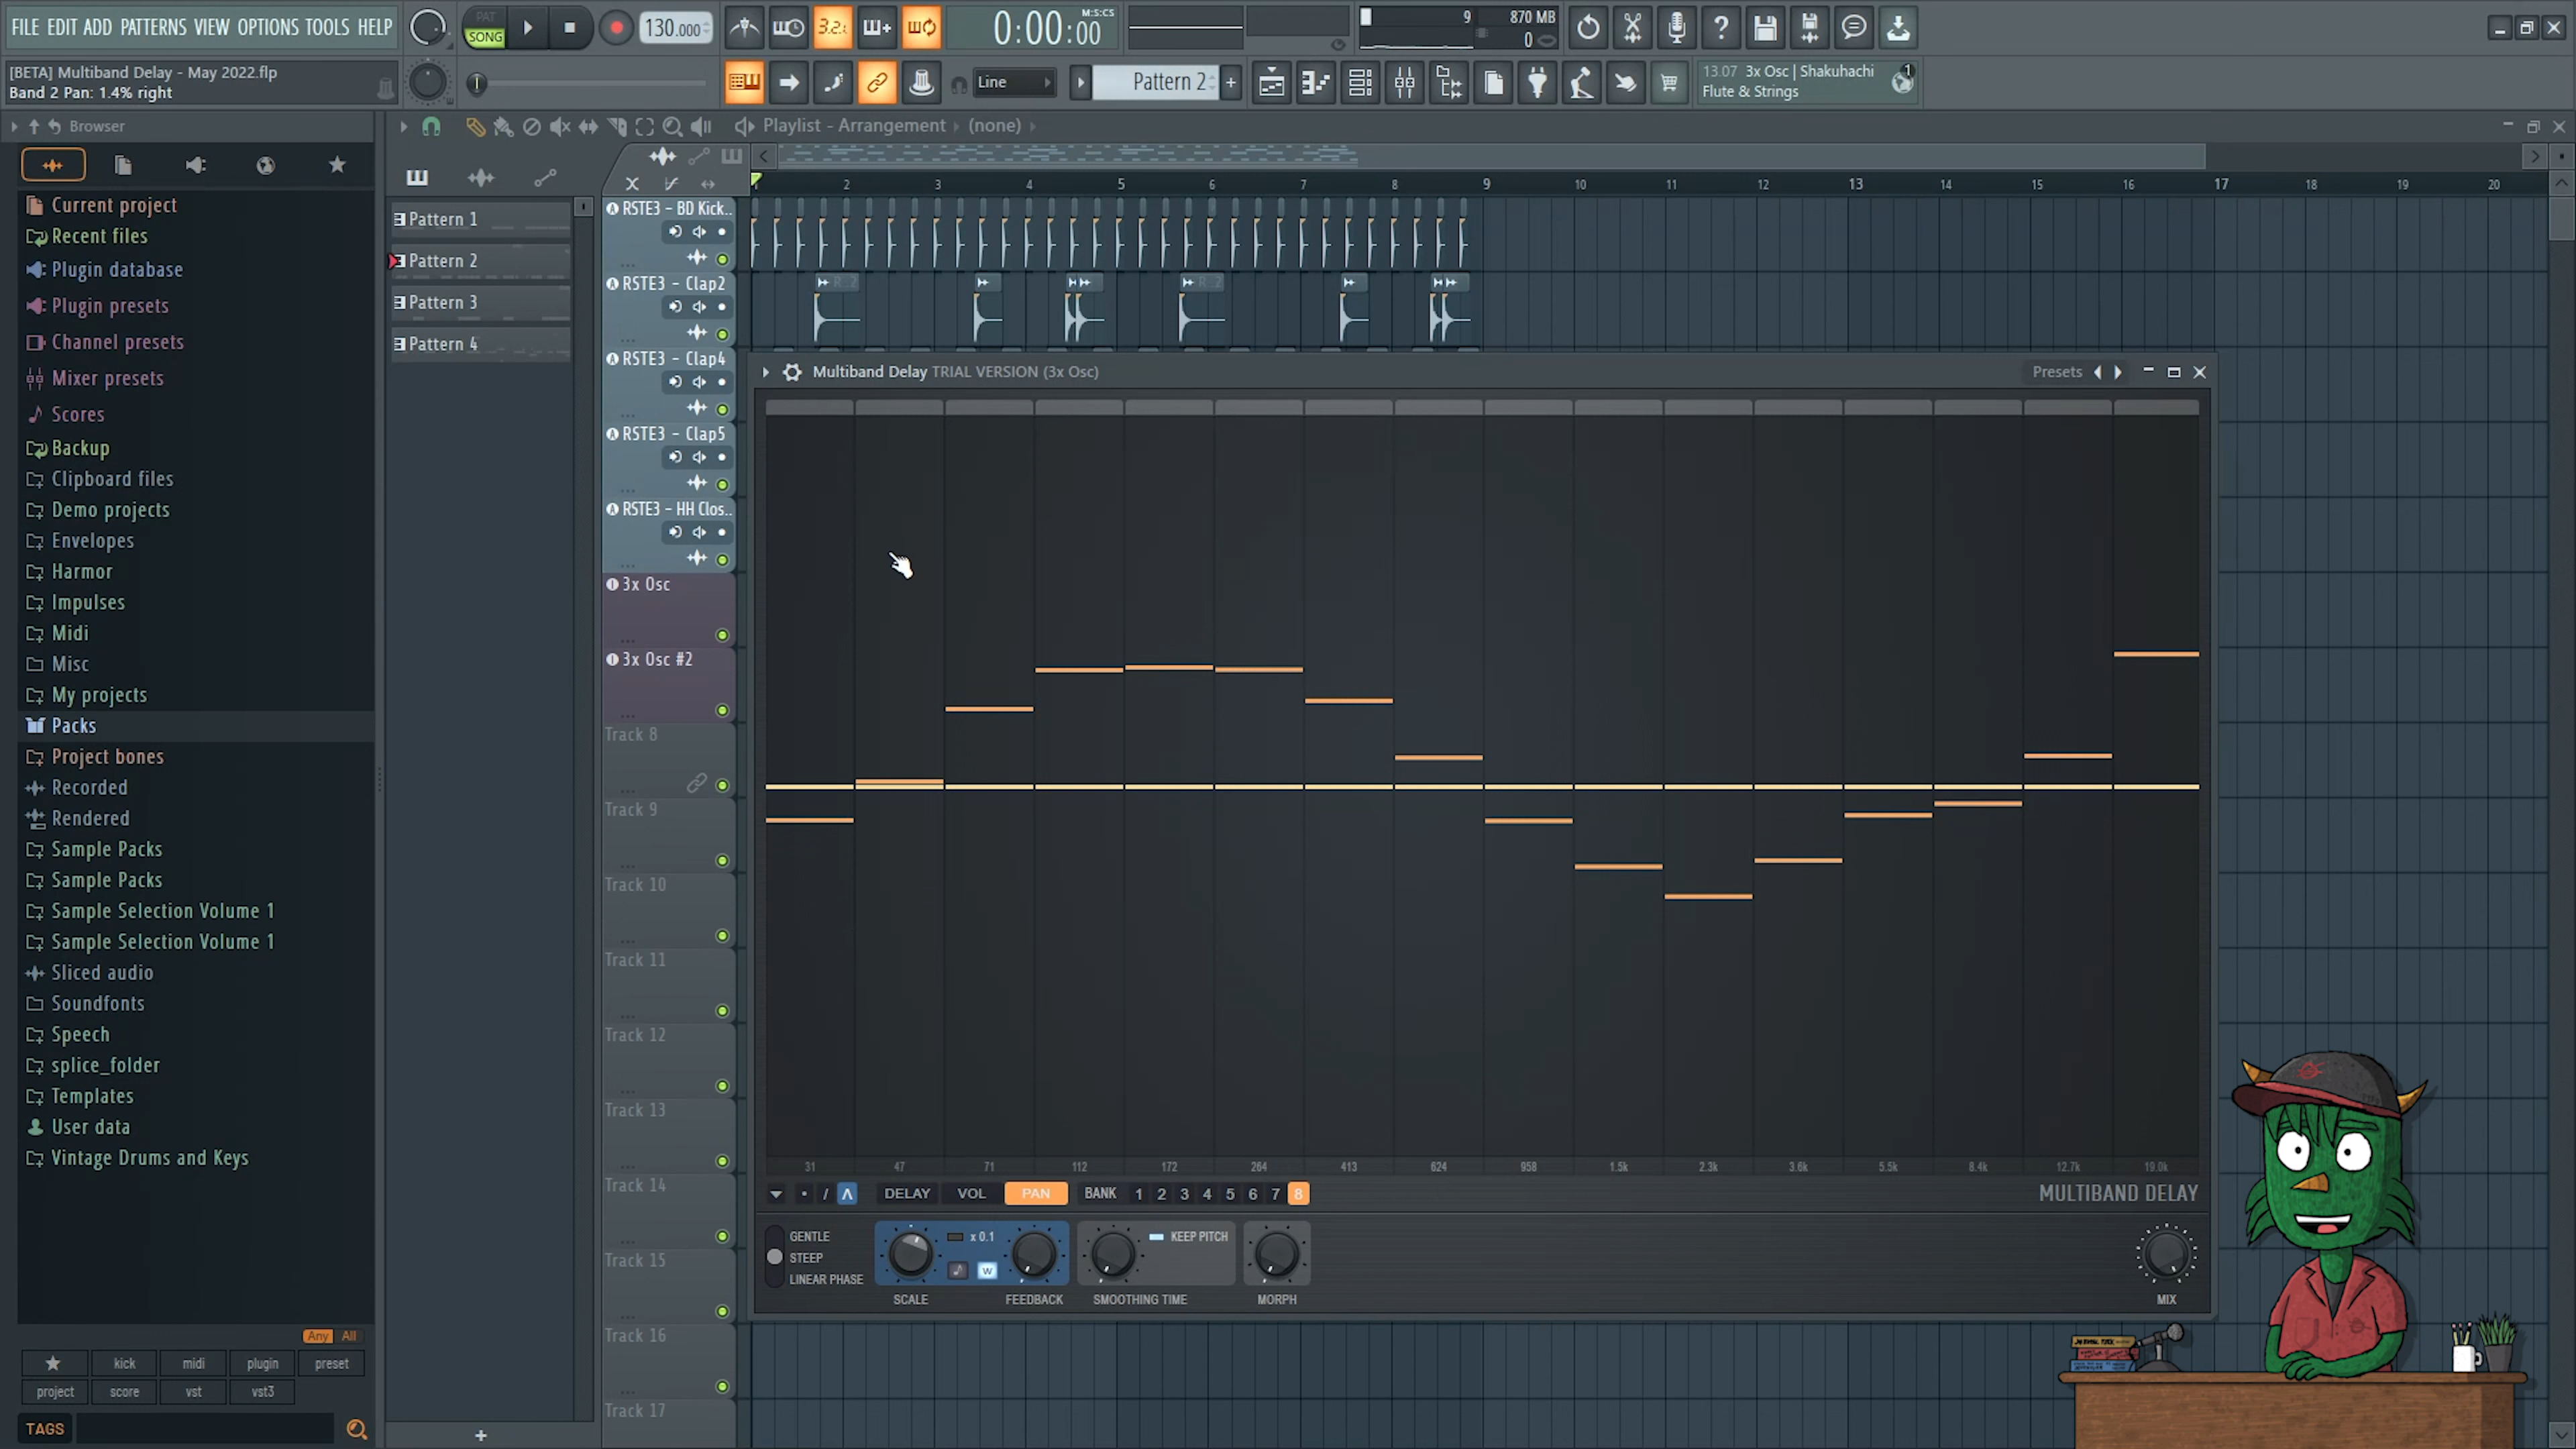 FILE EDIT ADD PATTERNS VIEW OPTIONS TOOLS HELP
PAT
SONG
130.000
3.2.
0:00:00
M:S:CS
9
870 MB
0
[BETA] Multiband Delay - May 2022.flp
Band 2 Pan: 1.4% right
Line
Pattern 2
13.07 3x Osc | Shakuhachi
Flute & Strings
1
Browser
Playlist - Arrangement
(none)
Current project
Recent files
Plugin database
Plugin presets
Channel presets
Mixer presets
Scores
Backup
Clipboard files
Demo projects
Envelopes
Harmor
Impulses
Midi
Misc
My projects
Packs
Project bones
Recorded
Rendered
Sample Packs
Sample Packs
Sample Selection Volume 1
Sample Selection Volume 1
Sliced audio
Soundfonts
Speech
splice_folder
Templates
User data
Vintage Drums and Keys
Any All
kick midi plugin preset
project score vst vst3
TAGS
Pattern 1
Pattern 2
Pattern 3
Pattern 4
1 2 3 4 5 6 7 8 9 10 11 12 13 14 15 16 17 18 19 20
RSTE3 - BD Kick..
RSTE3 - Clap2
RSTE3 - Clap4
RSTE3 - Clap5
RSTE3 - HH Clos..
3x Osc
3x Osc #2
Track 8
Track 9
Track 10
Track 11
Track 12
Track 13
Track 14
Track 15
Track 16
Track 17
Multiband Delay TRIAL VERSION (3x Osc)
Presets
31 47 71 112 172 264 413 624 958 1.5k 2.3k 3.6k 5.5k 8.4k 12.7k 19.0k
DELAY VOL PAN BANK 1 2 3 4 5 6 7 8
MULTIBAND DELAY
GENTLE
STEEP
LINEAR PHASE
x 0.1
W
KEEP PITCH
SCALE
FEEDBACK
SMOOTHING TIME
MORPH
MIX